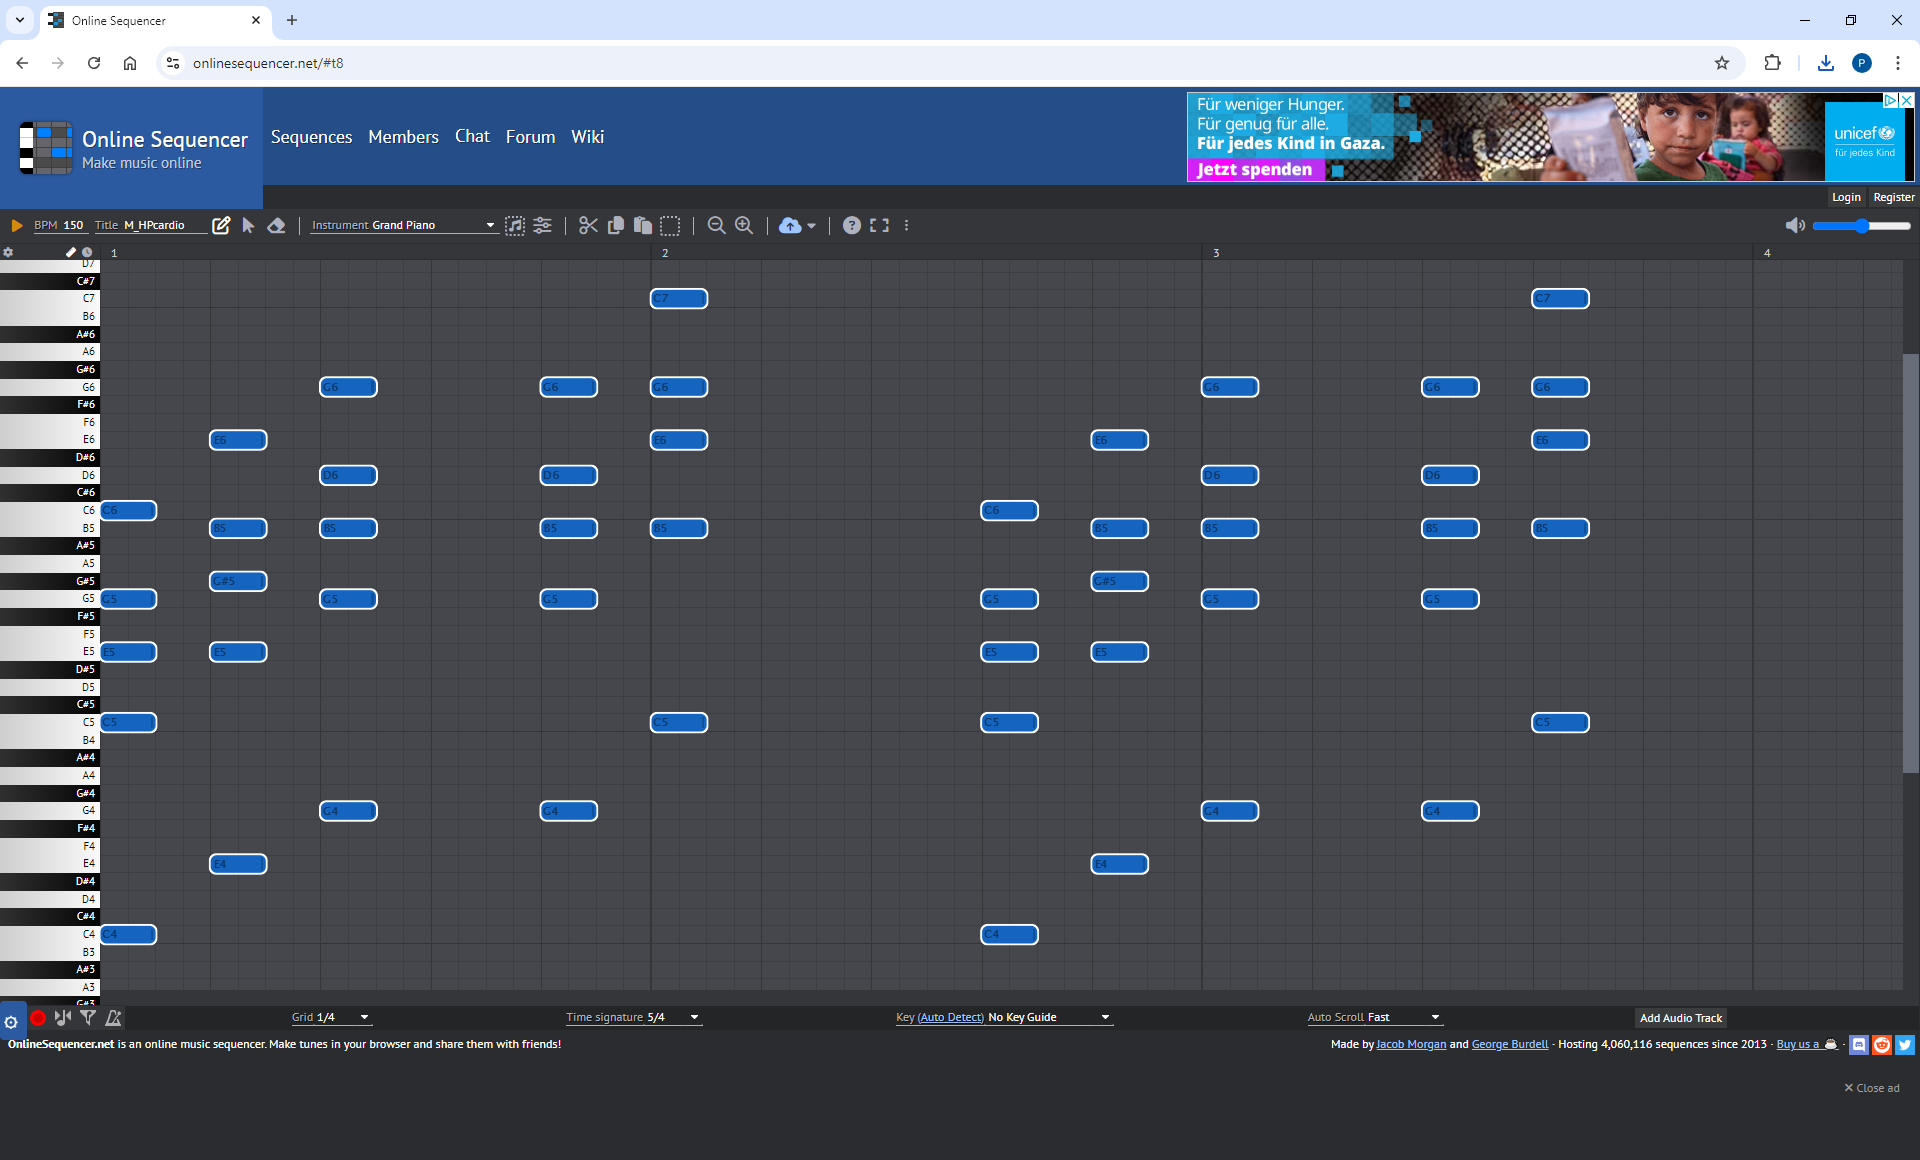 Online Sequencer
onlinesequencer.net/#t8
P
Online Sequencer
Make music online
Sequences Members Chat Forum Wiki
Für weniger Hunger.
Für genug für alle.
Für jedes Kind in Gaza.
Jetzt spenden
unicef
für jedes Kind
Login Register
BPM 150 Title M_HPcardio Instrument Grand Piano
1 2 3 4
D7
C#7
C7 C7 C7
B6
A#6
A6
G#6
G6 G6 G6 G6 G6 G6 G6
F#6
F6
E6 E6 E6 E6 E6
D#6
D6 D6 D6 D6 D6
C#6
C6 C6 C6
B5 B5 B5 B5 B5 B5 B5 B5 B5
A#5
A5
G#5 G#5 G#5
G5 G5 G5 G5 G5 G5 G5
F#5
F5
E5 E5 E5 E5 E5
D#5
D5
C#5
C5 C5 C5 C5 C5
B4
A#4
A4
G#4
G4 G4 G4 G4 G4
F#4
F4
E4 E4 E4
D#4
D4
C#4
C4 C4 C4
B3
A#3
A3
G#3
Grid 1/4 Time signature 5/4 Key (Auto Detect) No Key Guide Auto Scroll Fast Add Audio Track
OnlineSequencer.net is an online music sequencer. Make tunes in your browser and share them with friends! Made by Jacob Morgan and George Burdell · Hosting 4,060,116 sequences since 2013 · Buy us a ·
Close ad